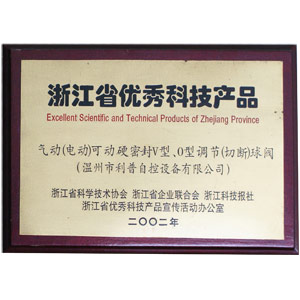 浙江省优秀科技产品
Excellent Scientific and Technical Products of Zhejiang Province
气动(电动)可动硬密封V型、O型调节(切断)球阀
(温州市利普自控设备有限公司)
浙江省科学技术协会 浙江省企业联合会 浙江科技报社
浙江省优秀科技产品宣传活动办公室
二〇〇二年